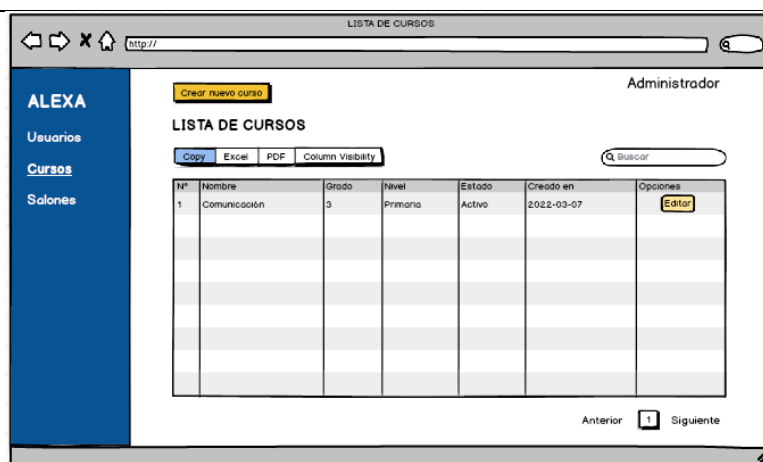 LISTA DE CURSOS
http://
Administrador
ALEXA
Usuarios
Cursos
Salones
Crear nuevo curso
LISTA DE CURSOS
Copy Excel PDF Column Visibility
Buscar
N° Nombre Grado Nivel Estado Creado en Opciones
1 Comunicación 3 Primaria Activo 2022-03-07 Editar
Anterior 1 Siguiente